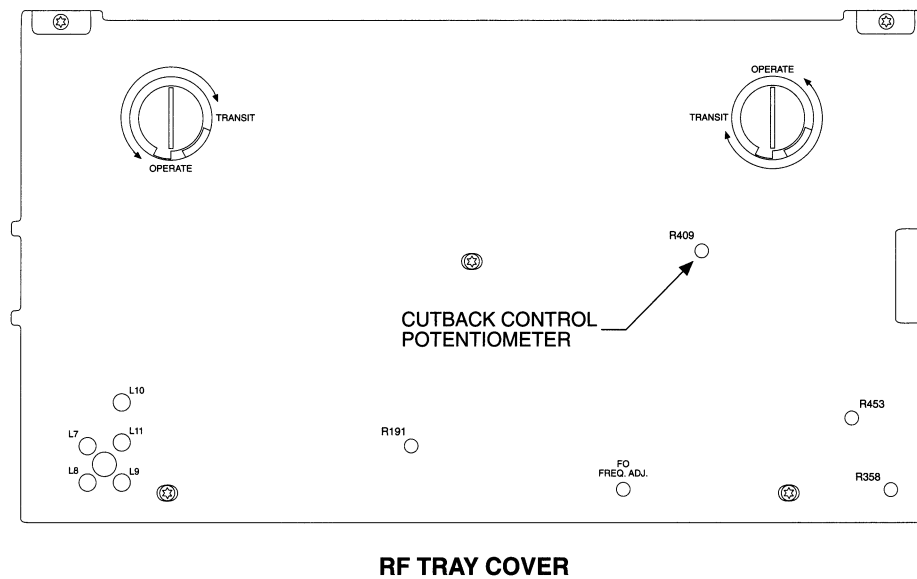 OPERATE
TRANSIT
TRANSIT
OPERATE
R409
CUTBACK CONTROL
POTENTIOMETER
L10
R453
L7
L11
R191
FO
FREQ. ADJ.
L8
L9
R358
RF TRAY COVER